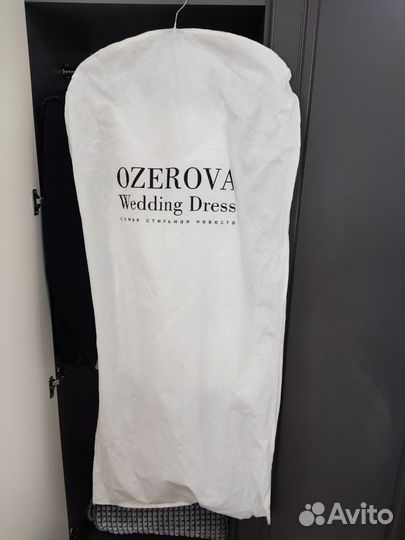 OZEROVA
Wedding Dress
самая стильная невеста
Avito